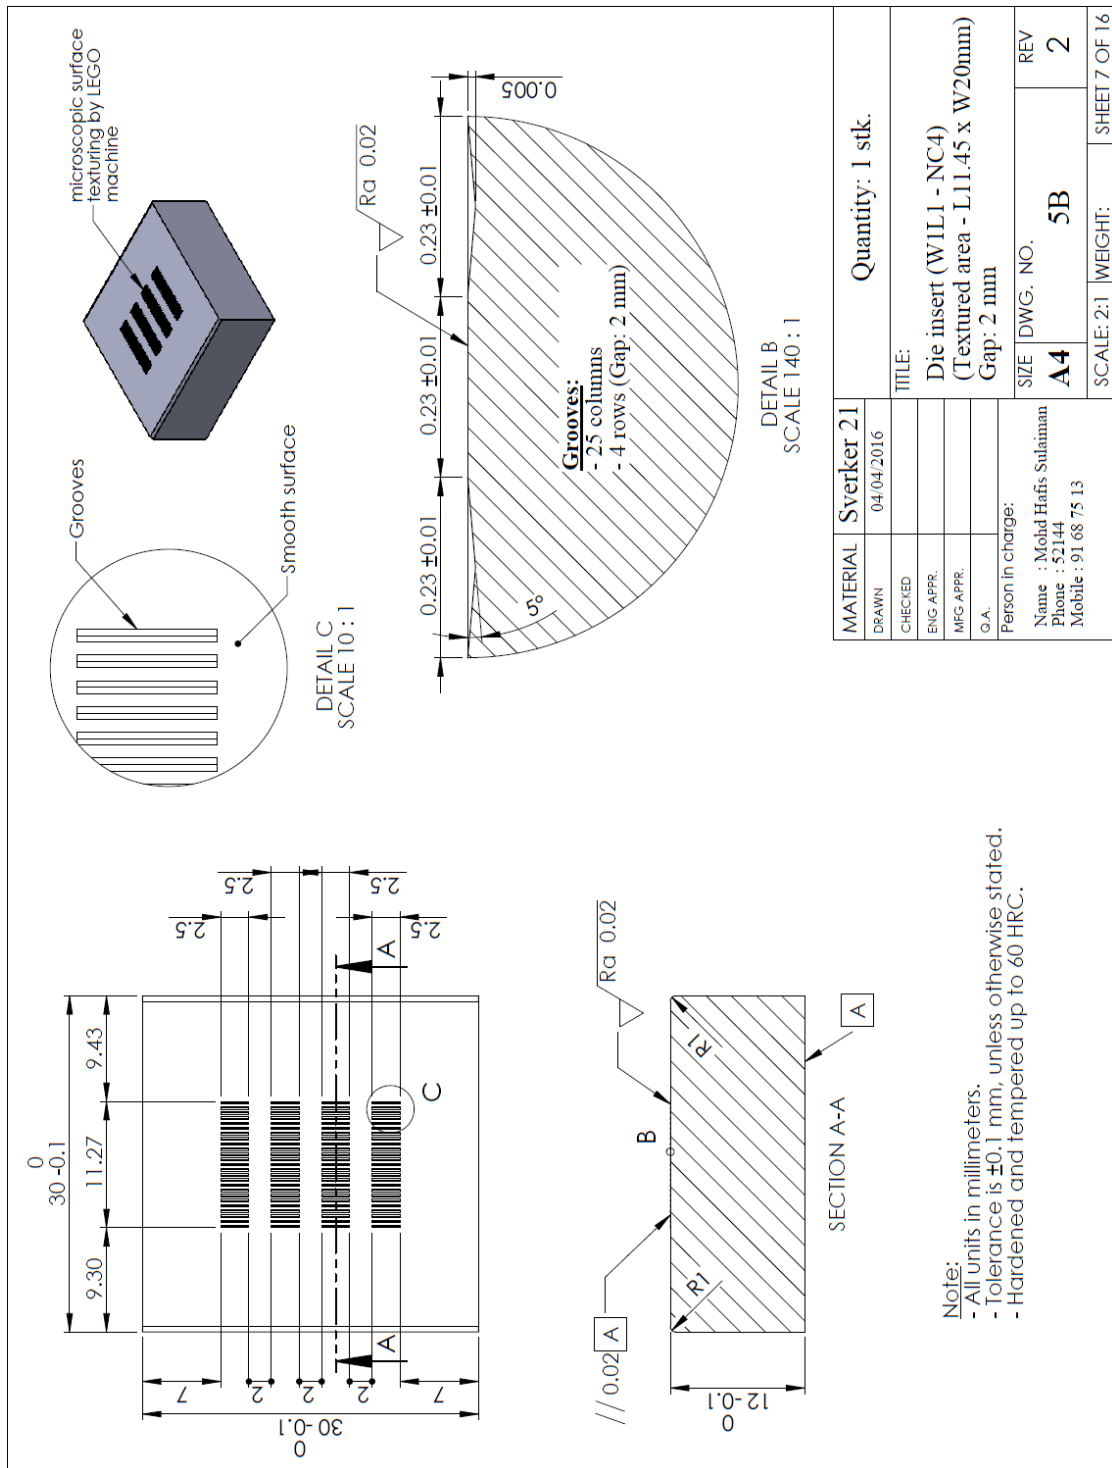 30 0 -0.1
9.30
11.27
9.43
2.5
2.5
2.5
2.5
7
2
2
2
7
30 0 -0.1
A
A
C
Grooves
Smooth surface
DETAIL C
SCALE 10 : 1
microscopic surface
texturing by LEGO
machine
// 0.02 A
B
Ra 0.02
R1
R1
12 0 -0.1
A
SECTION A-A
0.23 ±0.01
0.23 ±0.01
0.23 ±0.01
Ra 0.02
0.005
5°
Grooves:
- 25 columns
- 4 rows (Gap: 2 mm)
DETAIL B
SCALE 140 : 1
Note:
- All units in millimeters.
- Tolerance is ±0.1 mm, unless otherwise stated.
- Hardened and tempered up to 60 HRC.
MATERIAL Sverker 21
Quantity: 1 stk.
DRAWN 04/04/2016
CHECKED
ENG APPR.
MFG APPR.
Q.A.
Person in charge:
Name : Mohd Hafis Sulaiman
Phone : 52144
Mobile : 91 68 75 13
TITLE:
Die insert (W1L1 - NC4)
(Textured area - L11.45 x W20mm)
Gap: 2 mm
SIZE DWG. NO. REV
A4 5B 2
SCALE: 2:1 WEIGHT: SHEET 7 OF 16